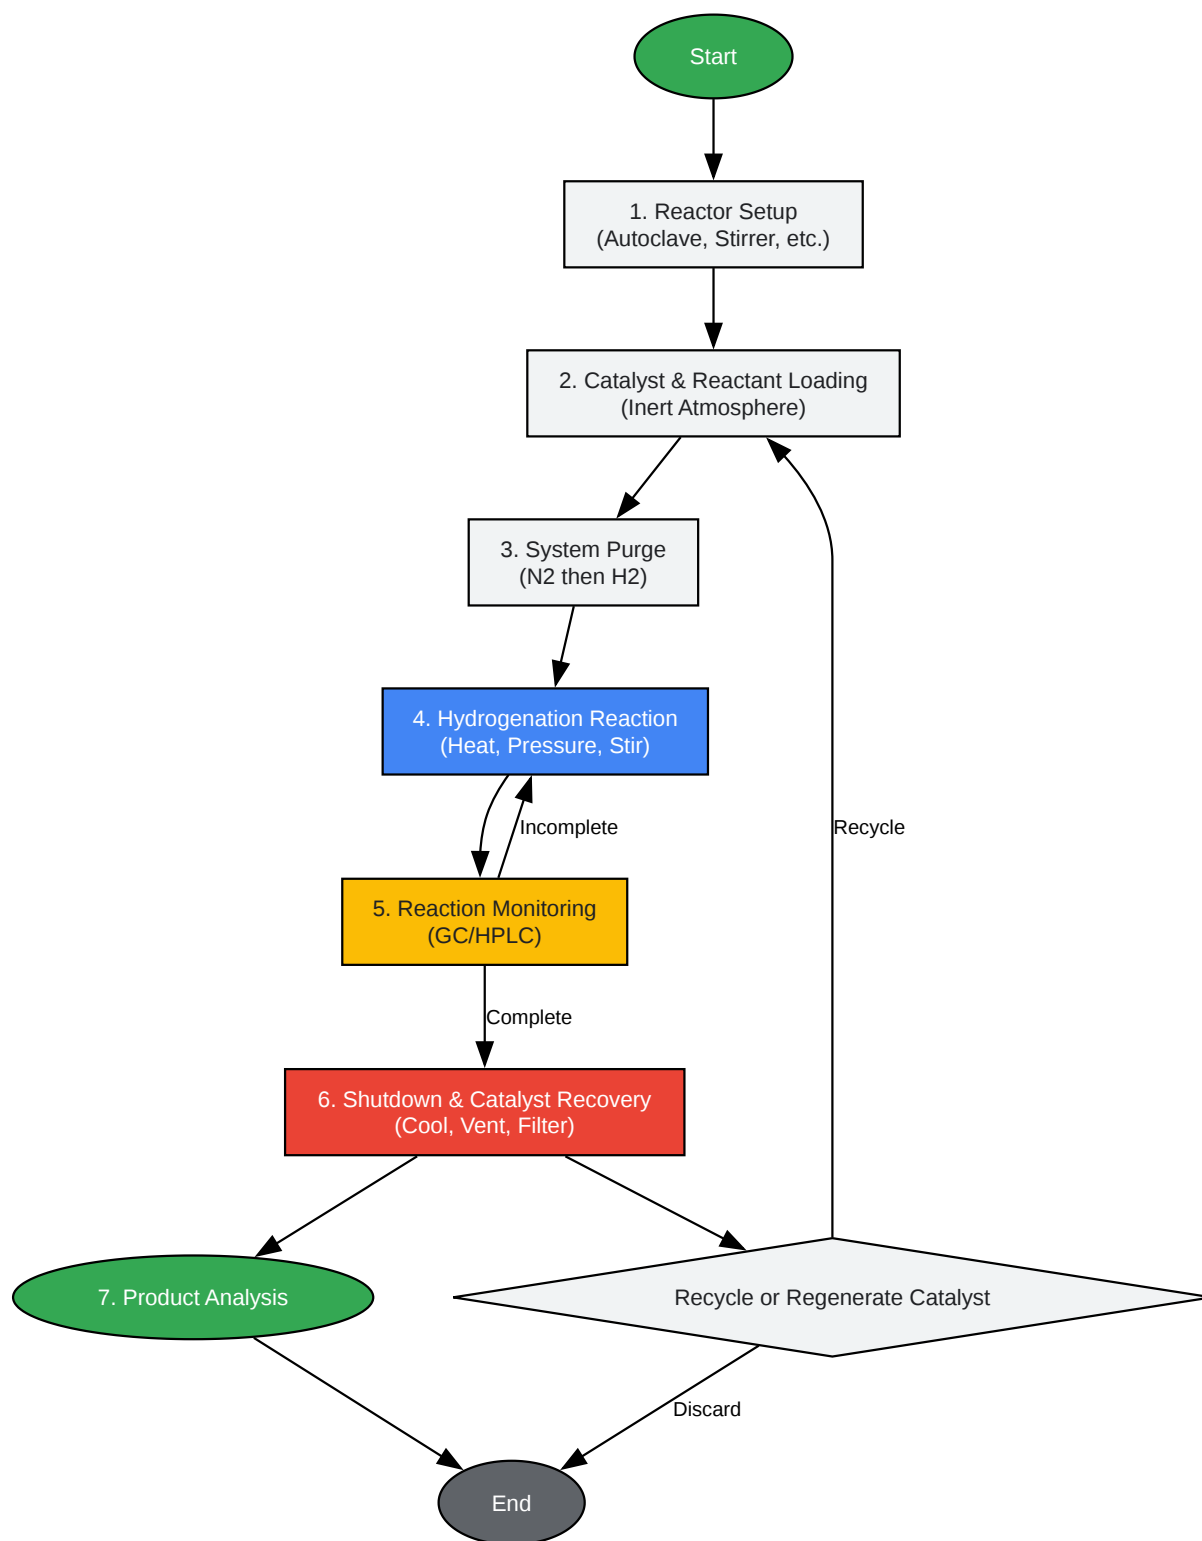 Start
1. Reactor Setup
(Autoclave, Stirrer, etc.)
2. Catalyst & Reactant Loading
(Inert Atmosphere)
3. System Purge
(N2 then H2)
4. Hydrogenation Reaction
(Heat, Pressure, Stir)
Incomplete
Recycle
5. Reaction Monitoring
(GC/HPLC)
Complete
6. Shutdown & Catalyst Recovery
(Cool, Vent, Filter)
7. Product Analysis
Recycle or Regenerate Catalyst
Discard
End